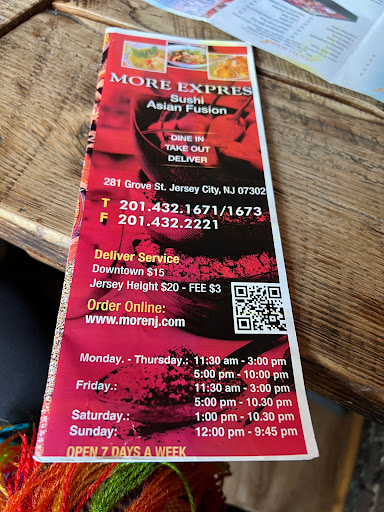 MORE EXPRES
Sushi
Asian Fusion
DINE IN
TAKE OUT
DELIVER
281 Grove St. Jersey City, NJ 07302
T 201.432.1671/1673
F 201.432.2221
Deliver Service
Downtown $15
Jersey Height $20 - FEE $3
Order Online:
www.morenj.com
Monday. - Thursday.: 11:30 am - 3:00 pm
5:00 pm - 10:00 pm
Friday.: 11:30 am - 3:00 pm
5:00 pm - 10.30 pm
Saturday.: 1:00 pm - 10.30 pm
Sunday: 12:00 pm - 9:45 pm
OPEN 7 DAYS A WEEK